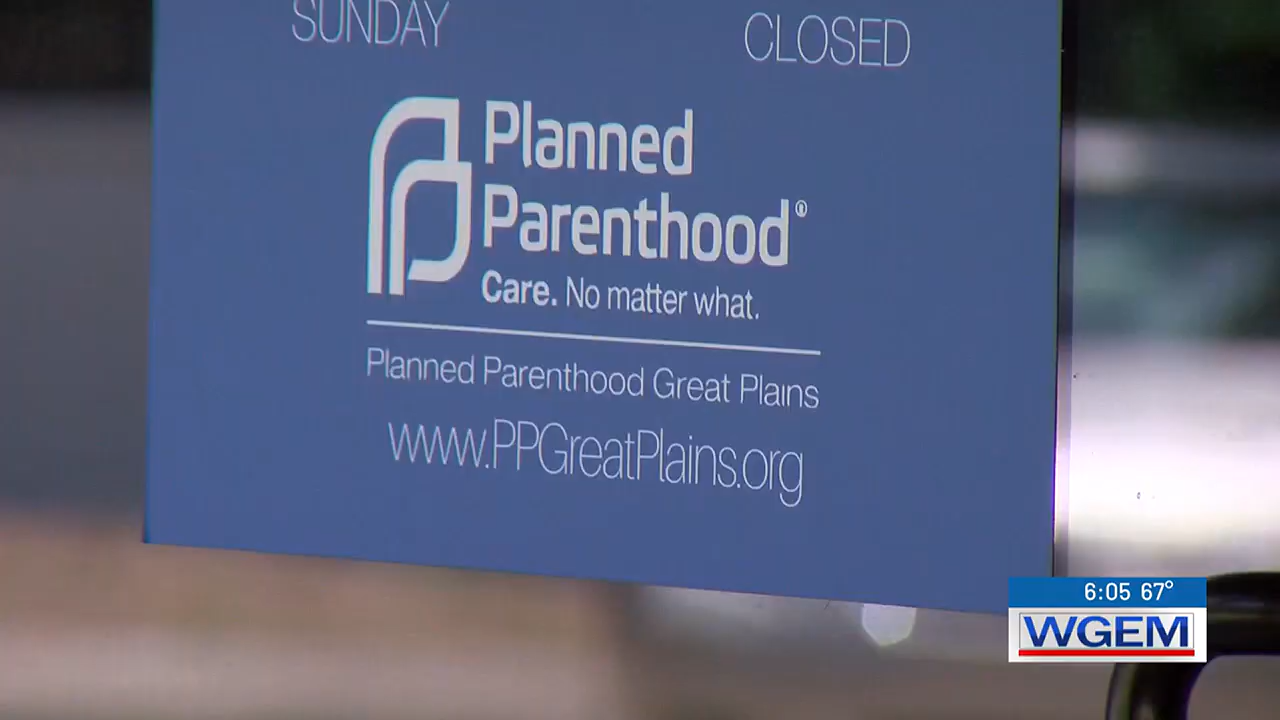 SUNDAY CLOSED
Planned
Parenthood®
Care. No matter what.
Planned Parenthood Great Plains
www.PPGreatPlains.org
6:05 67°
WGEM